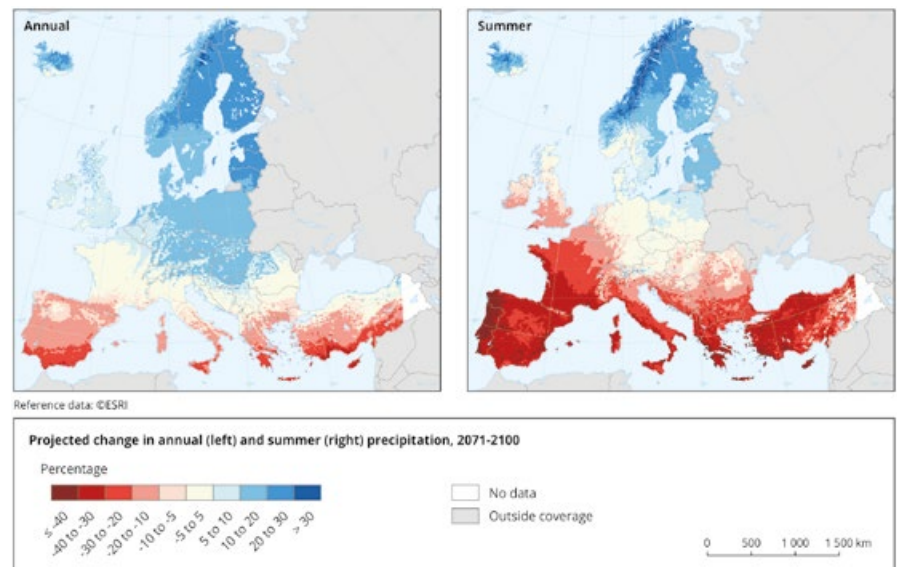 Annual
Summer
Reference data: ©ESRI
Projected change in annual (left) and summer (right) precipitation, 2071-2100
Percentage
≤ -40
-40 to -30
-30 to -20
-20 to -10
-10 to -5
-5 to 5
5 to 10
10 to 20
20 to 30
> 30
No data
Outside coverage
0 500 1 000 1 500 km